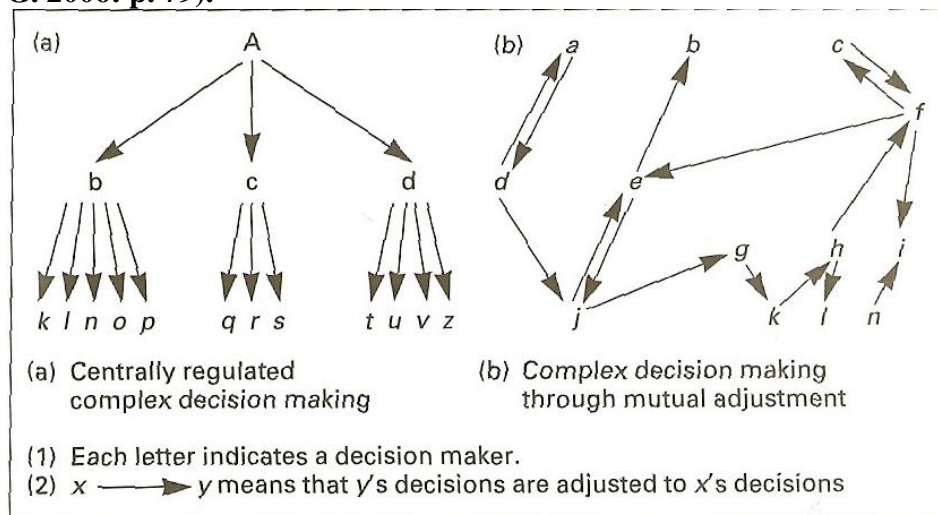 G. 2008: p. 79).
(a) A
b c d
k l n o p q r s t u v z
(b) a b c
f
d e
g h i
j k l n
(a) Centrally regulated
complex decision making
(b) Complex decision making
through mutual adjustment
(1) Each letter indicates a decision maker.
(2) x y means that y's decisions are adjusted to x's decisions